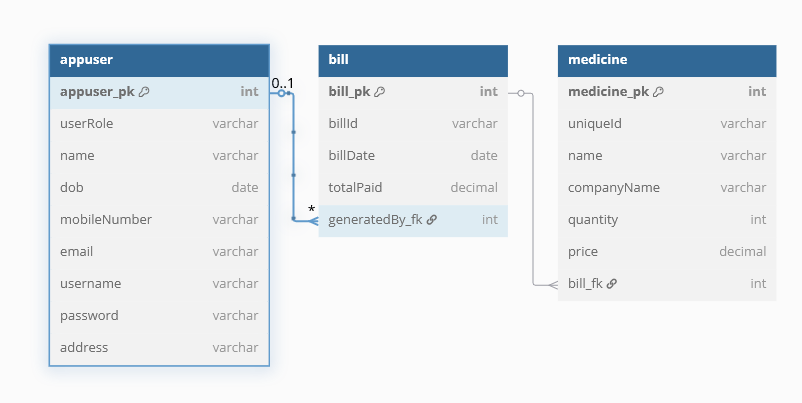 appuser
appuser_pk int
userRole varchar
name varchar
dob date
mobileNumber varchar
email varchar
username varchar
password varchar
address varchar
0..1
*
bill
bill_pk int
billId varchar
billDate date
totalPaid decimal
generatedBy_fk int
medicine
medicine_pk int
uniqueId varchar
name varchar
companyName varchar
quantity int
price decimal
bill_fk int